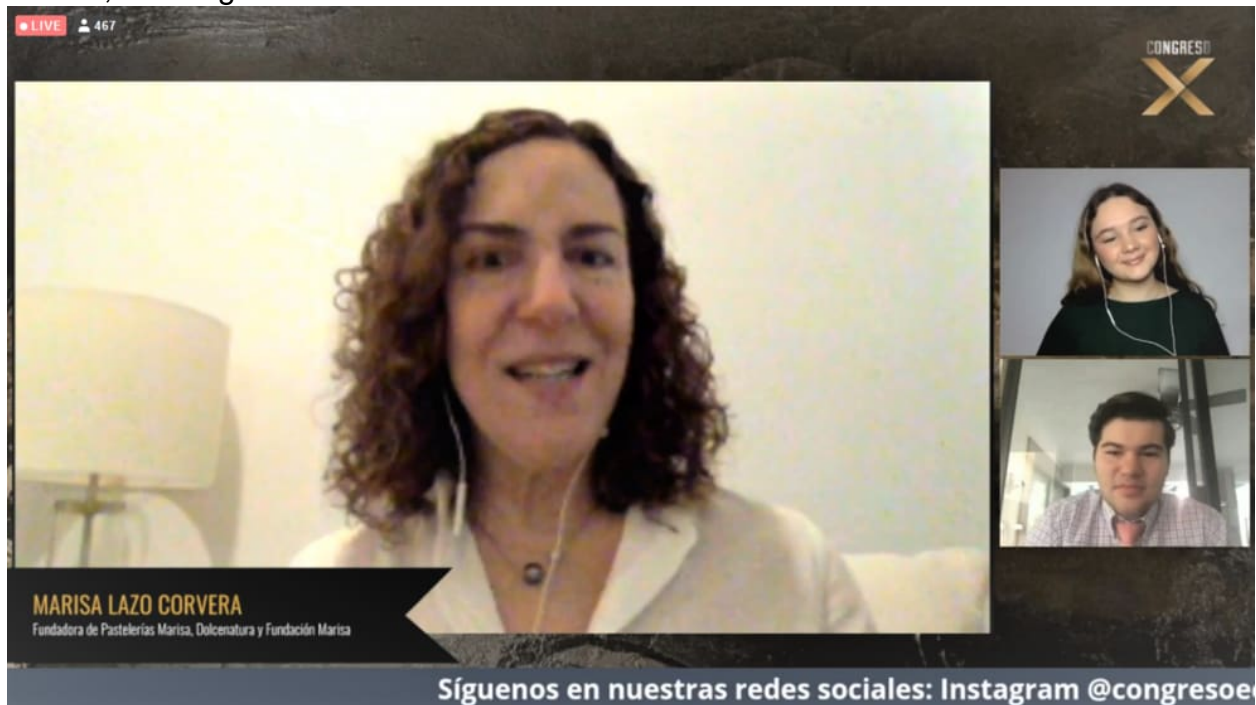 LIVE 467
CONGRESO
X
MARISA LAZO CORVERA
Fundadora de Pastelerías Marisa, Dolcenatura y Fundación Marisa
Síguenos en nuestras redes sociales: Instagram @congresoe